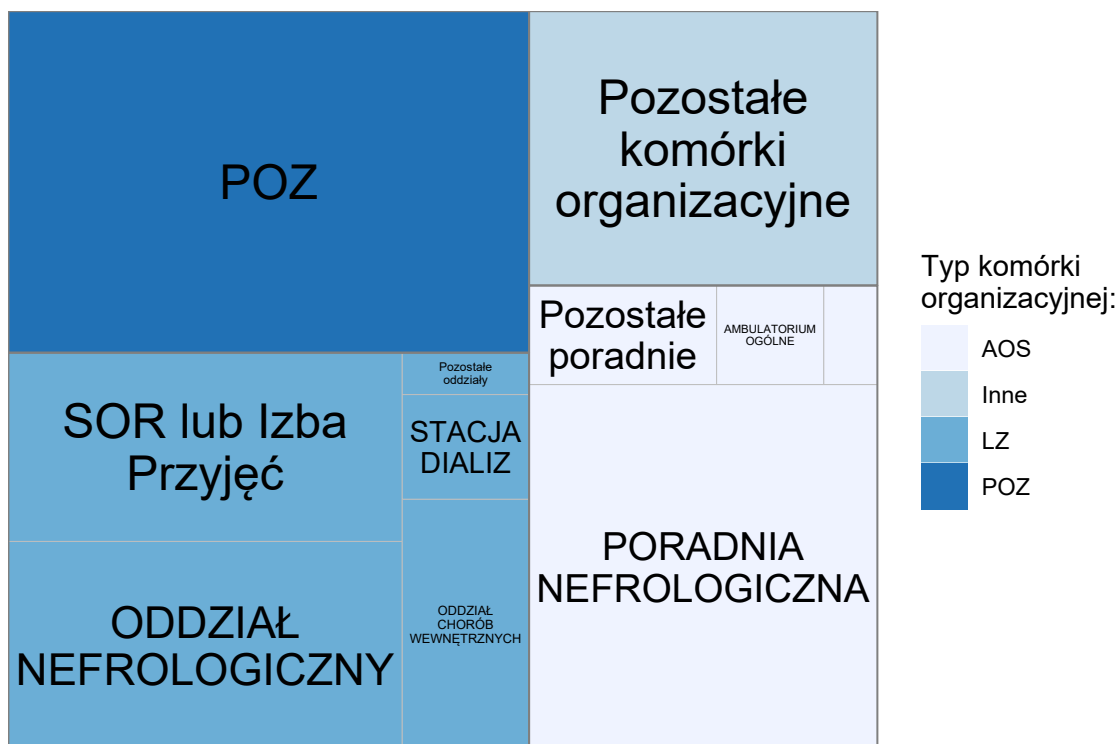 POZ
Pozostałe
komórki
organizacyjne
Pozostałe
poradnie
AMBULATORIUM
OGÓLNE
Pozostałe
oddziały
SOR lub Izba
Przyjęć
STACJA
DIALIZ
PORADNIA
NEFROLOGICZNA
ODDZIAŁ
NEFROLOGICZNY
ODDZIAŁ
CHORÓB
WEWNĘTRZNYCH
Typ komórki
organizacyjnej:
AOS
Inne
LZ
POZ